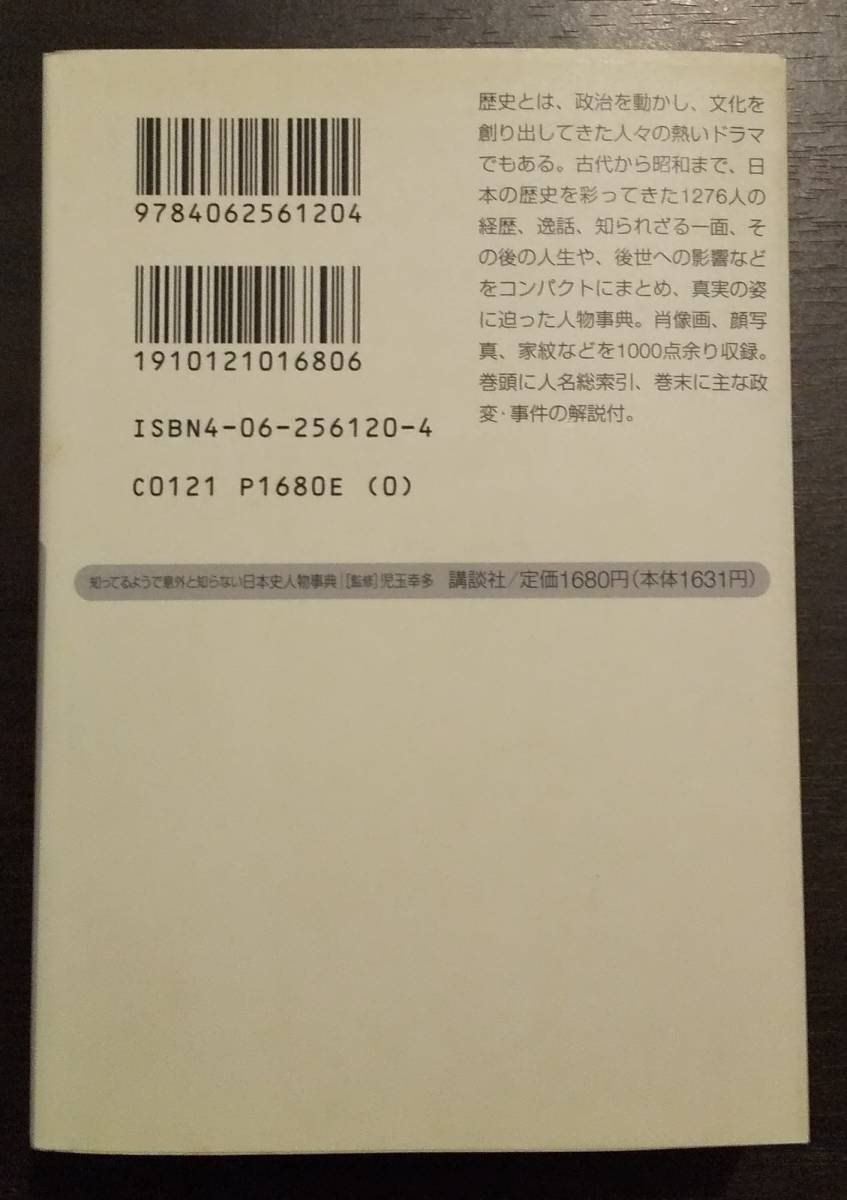 9784062561204
1910121016806
ISBN4-06-256120-4
C0121 P1680E (0)
歴史とは、政治を動かし、文化を
創り出してきた人々の熱いドラマ
でもある。古代から昭和まで、日
本の歴史を彩ってきた1276人の
経歴、逸話、知られざる一面、そ
の後の人生や、後世への影響など
をコンパクトにまとめ、真実の姿
に迫った人物事典。肖像画、顔写
真、家紋などを1000点余り収録。
巻頭に人名総索引、巻末に主な政
変・事件の解説付。
知ってるようで意外と知らない日本史人物事典|[監修]児玉幸多 講談社/定価1680円(本体1631円)